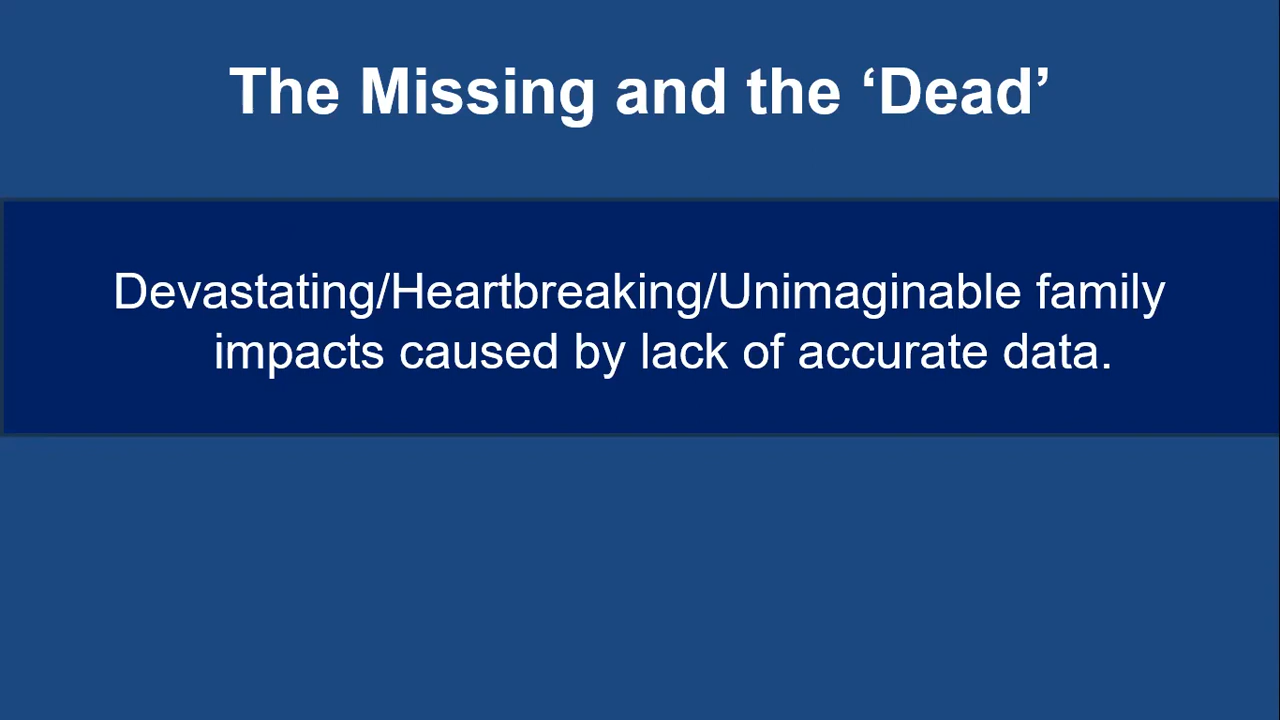 The Missing and the ‘Dead’
Devastating/Heartbreaking/Unimaginable family
impacts caused by lack of accurate data.